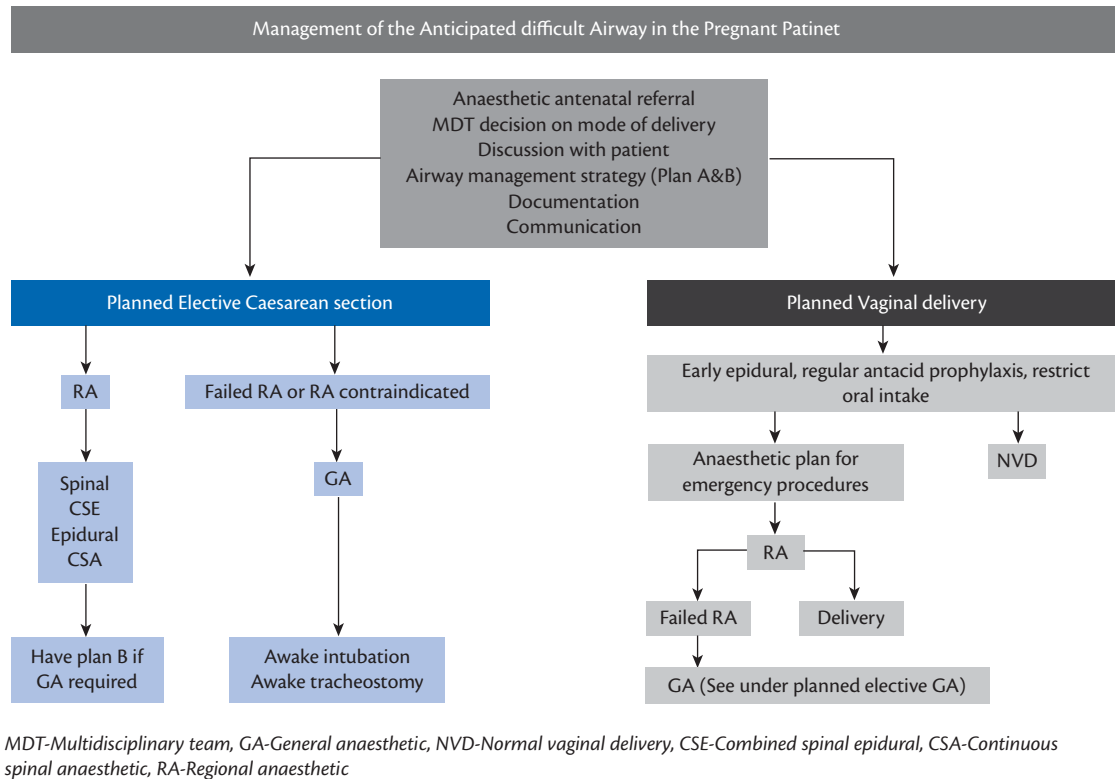 Management of the Anticipated difficult Airway in the Pregnant Patinet
Anaesthetic antenatal referral
MDT decision on mode of delivery
Discussion with patient
Airway management strategy (Plan A&B)
Documentation
Communication
Planned Elective Caesarean section
RA
Failed RA or RA contraindicated
Spinal
CSE
Epidural
CSA
GA
Have plan B if
GA required
Awake intubation
Awake tracheostomy
Planned Vaginal delivery
Early epidural, regular antacid prophylaxis, restrict
oral intake
Anaesthetic plan for
emergency procedures
NVD
RA
Failed RA
Delivery
GA (See under planned elective GA)
MDT-Multidisciplinary team, GA-General anaesthetic, NVD-Normal vaginal delivery, CSE-Combined spinal epidural, CSA-Continuous
spinal anaesthetic, RA-Regional anaesthetic